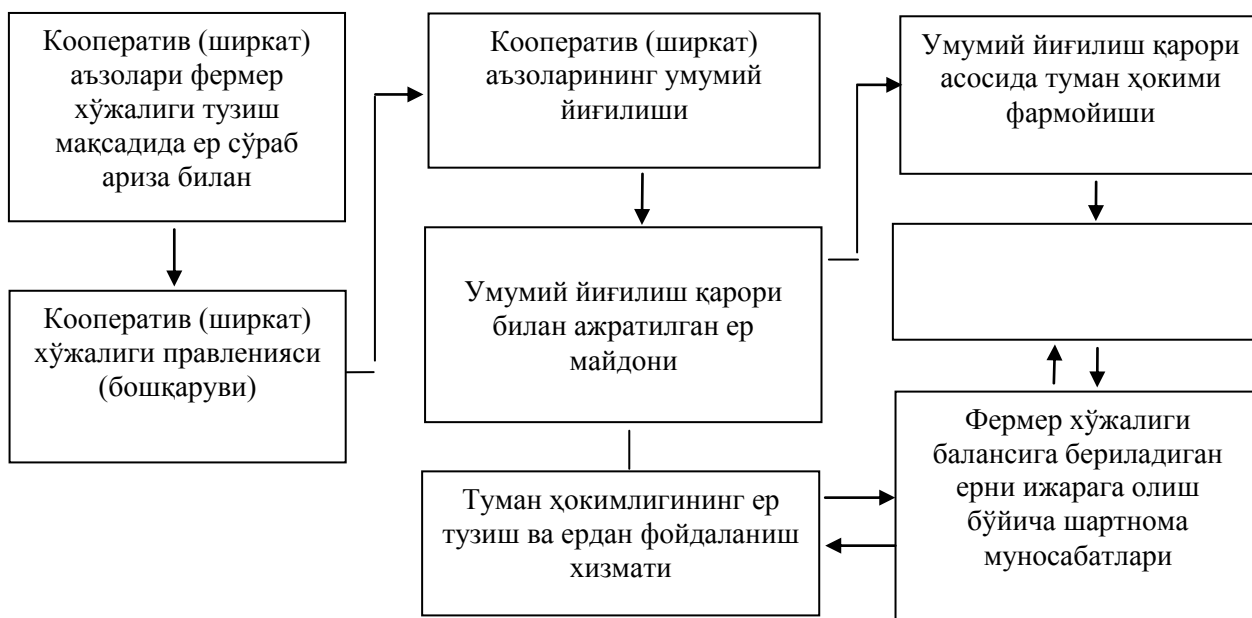 Кооператив (ширкат)
аъзолари фермер
хўжалиги тузиш
мақсадида ер сўраб
ариза билан
Кооператив (ширкат)
хўжалиги правленияси
(бошқаруви)
Кооператив (ширкат)
аъзоларининг умумий
йиғилиши
Умумий йиғилиш қарори
билан ажратилган ер
майдони
Туман ҳокимлигининг ер
тузиш ва ердан фойдаланиш
хизмати
Умумий йиғилиш қарори
асосида туман ҳокими
фармойиши
Фермер хўжалиги
балансига бериладиган
ерни ижарага олиш
бўйича шартнома
муносабатлари